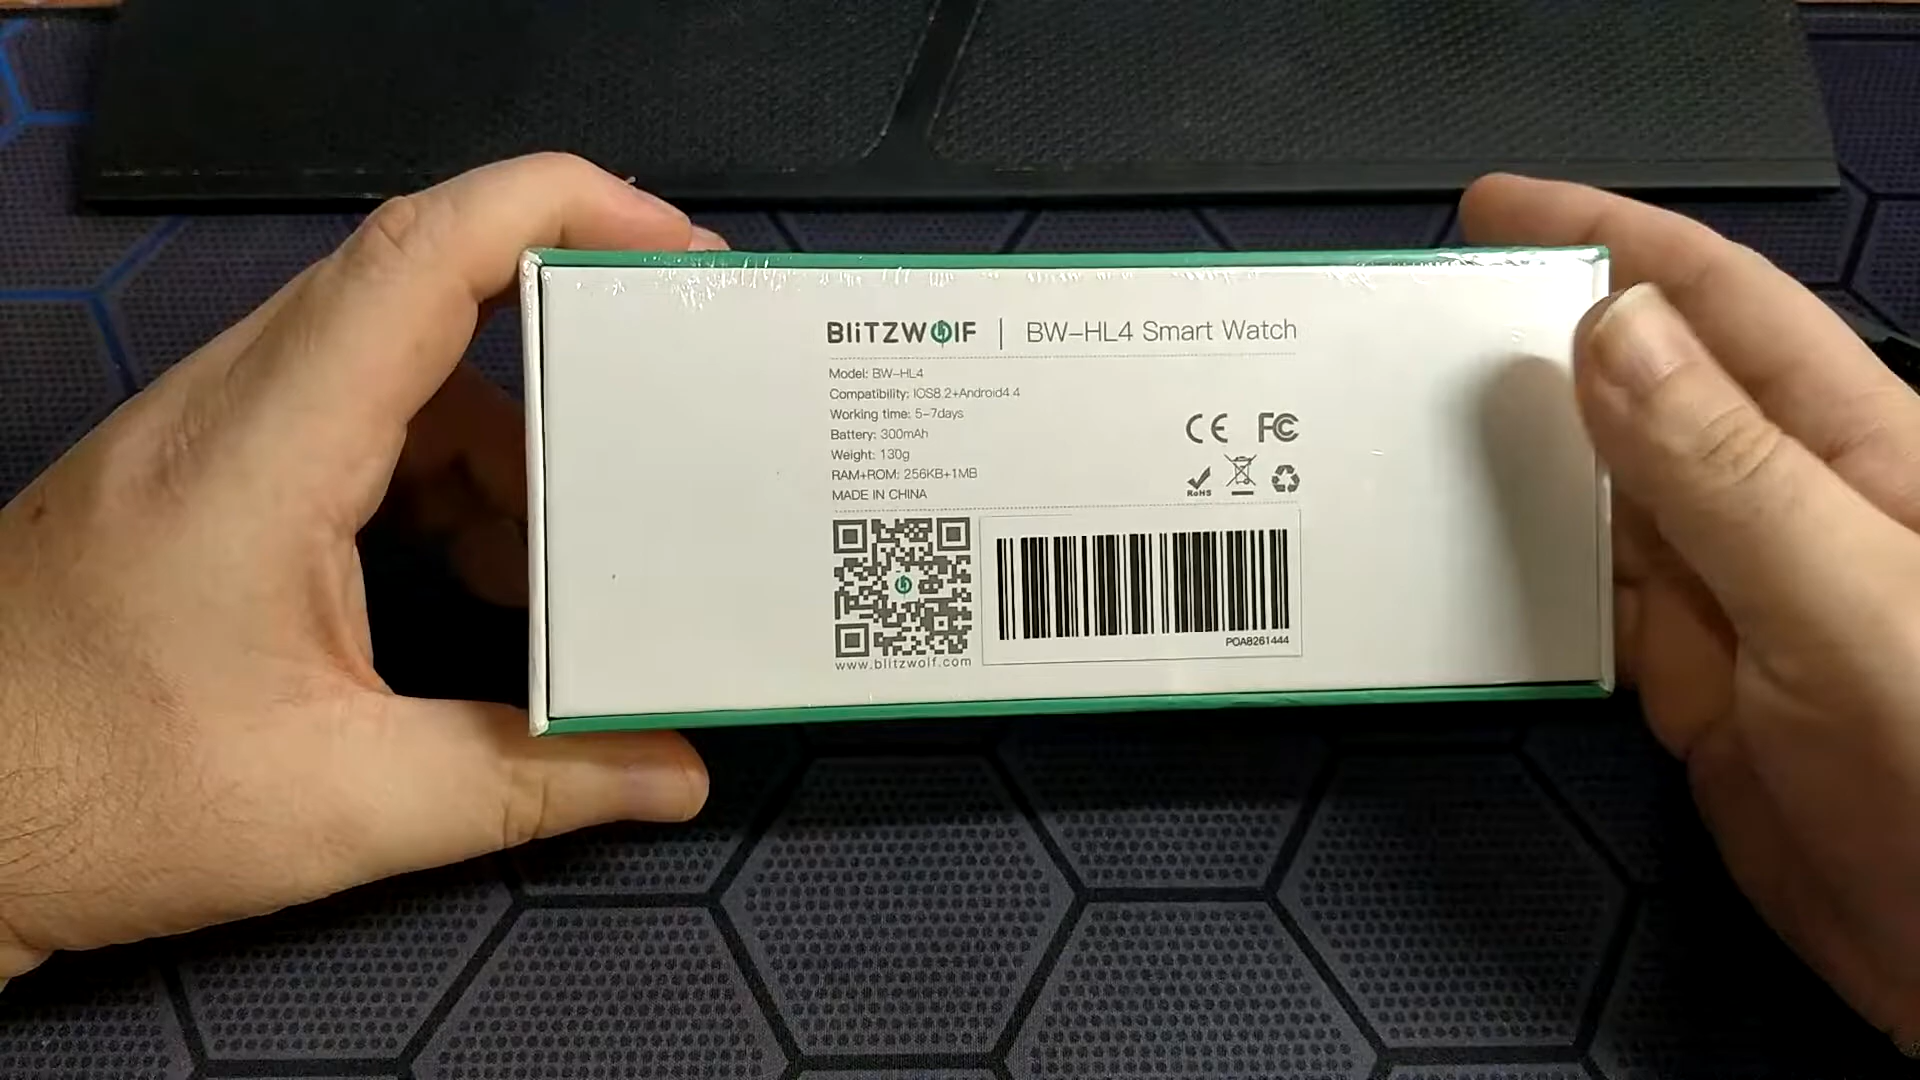 BLiTZWOLF | BW-HL4 Smart Watch
Model: BW-HL4
Compatibility: IOS8.2+Android4.4
Working time: 5-7days
Battery: 300mAh
Weight: 130g
RAM+ROM: 256KB+1MB
MADE IN CHINA
CE FC
RoHS
www.blitzwolf.com
POA8261444